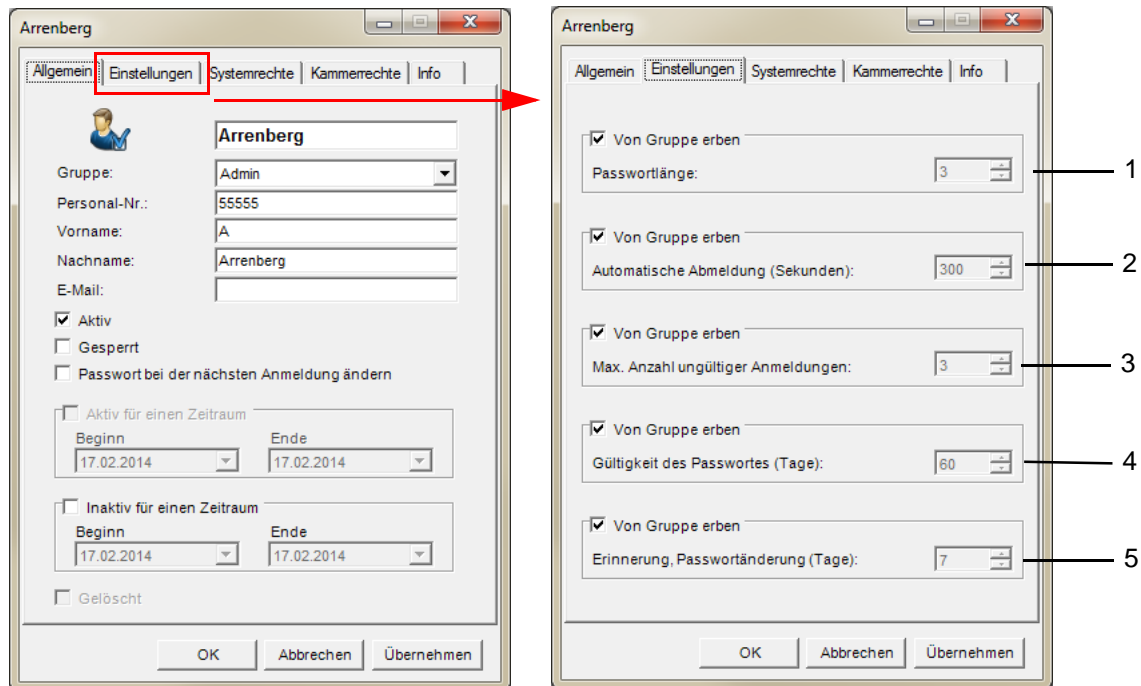 Arrenberg
Allgemein Einstellungen Systemrechte Kammerrechte Info
Arrenberg
Gruppe: Admin
Personal-Nr.: 55555
Vorname: A
Nachname: Arrenberg
E-Mail:
Aktiv
Gesperrt
Passwort bei der nächsten Anmeldung ändern
Aktiv für einen Zeitraum
Beginn Ende
17.02.2014 17.02.2014
Inaktiv für einen Zeitraum
Beginn Ende
17.02.2014 17.02.2014
Gelöscht
OK Abbrechen Übernehmen
Arrenberg
Allgemein Einstellungen Systemrechte Kammerrechte Info
Von Gruppe erben
Passwortlänge: 3 1
Von Gruppe erben
Automatische Abmeldung (Sekunden): 300 2
Von Gruppe erben
Max. Anzahl ungültiger Anmeldungen: 3 3
Von Gruppe erben
Gültigkeit des Passwortes (Tage): 60 4
Von Gruppe erben
Erinnerung, Passwortänderung (Tage): 7 5
OK Abbrechen Übernehmen